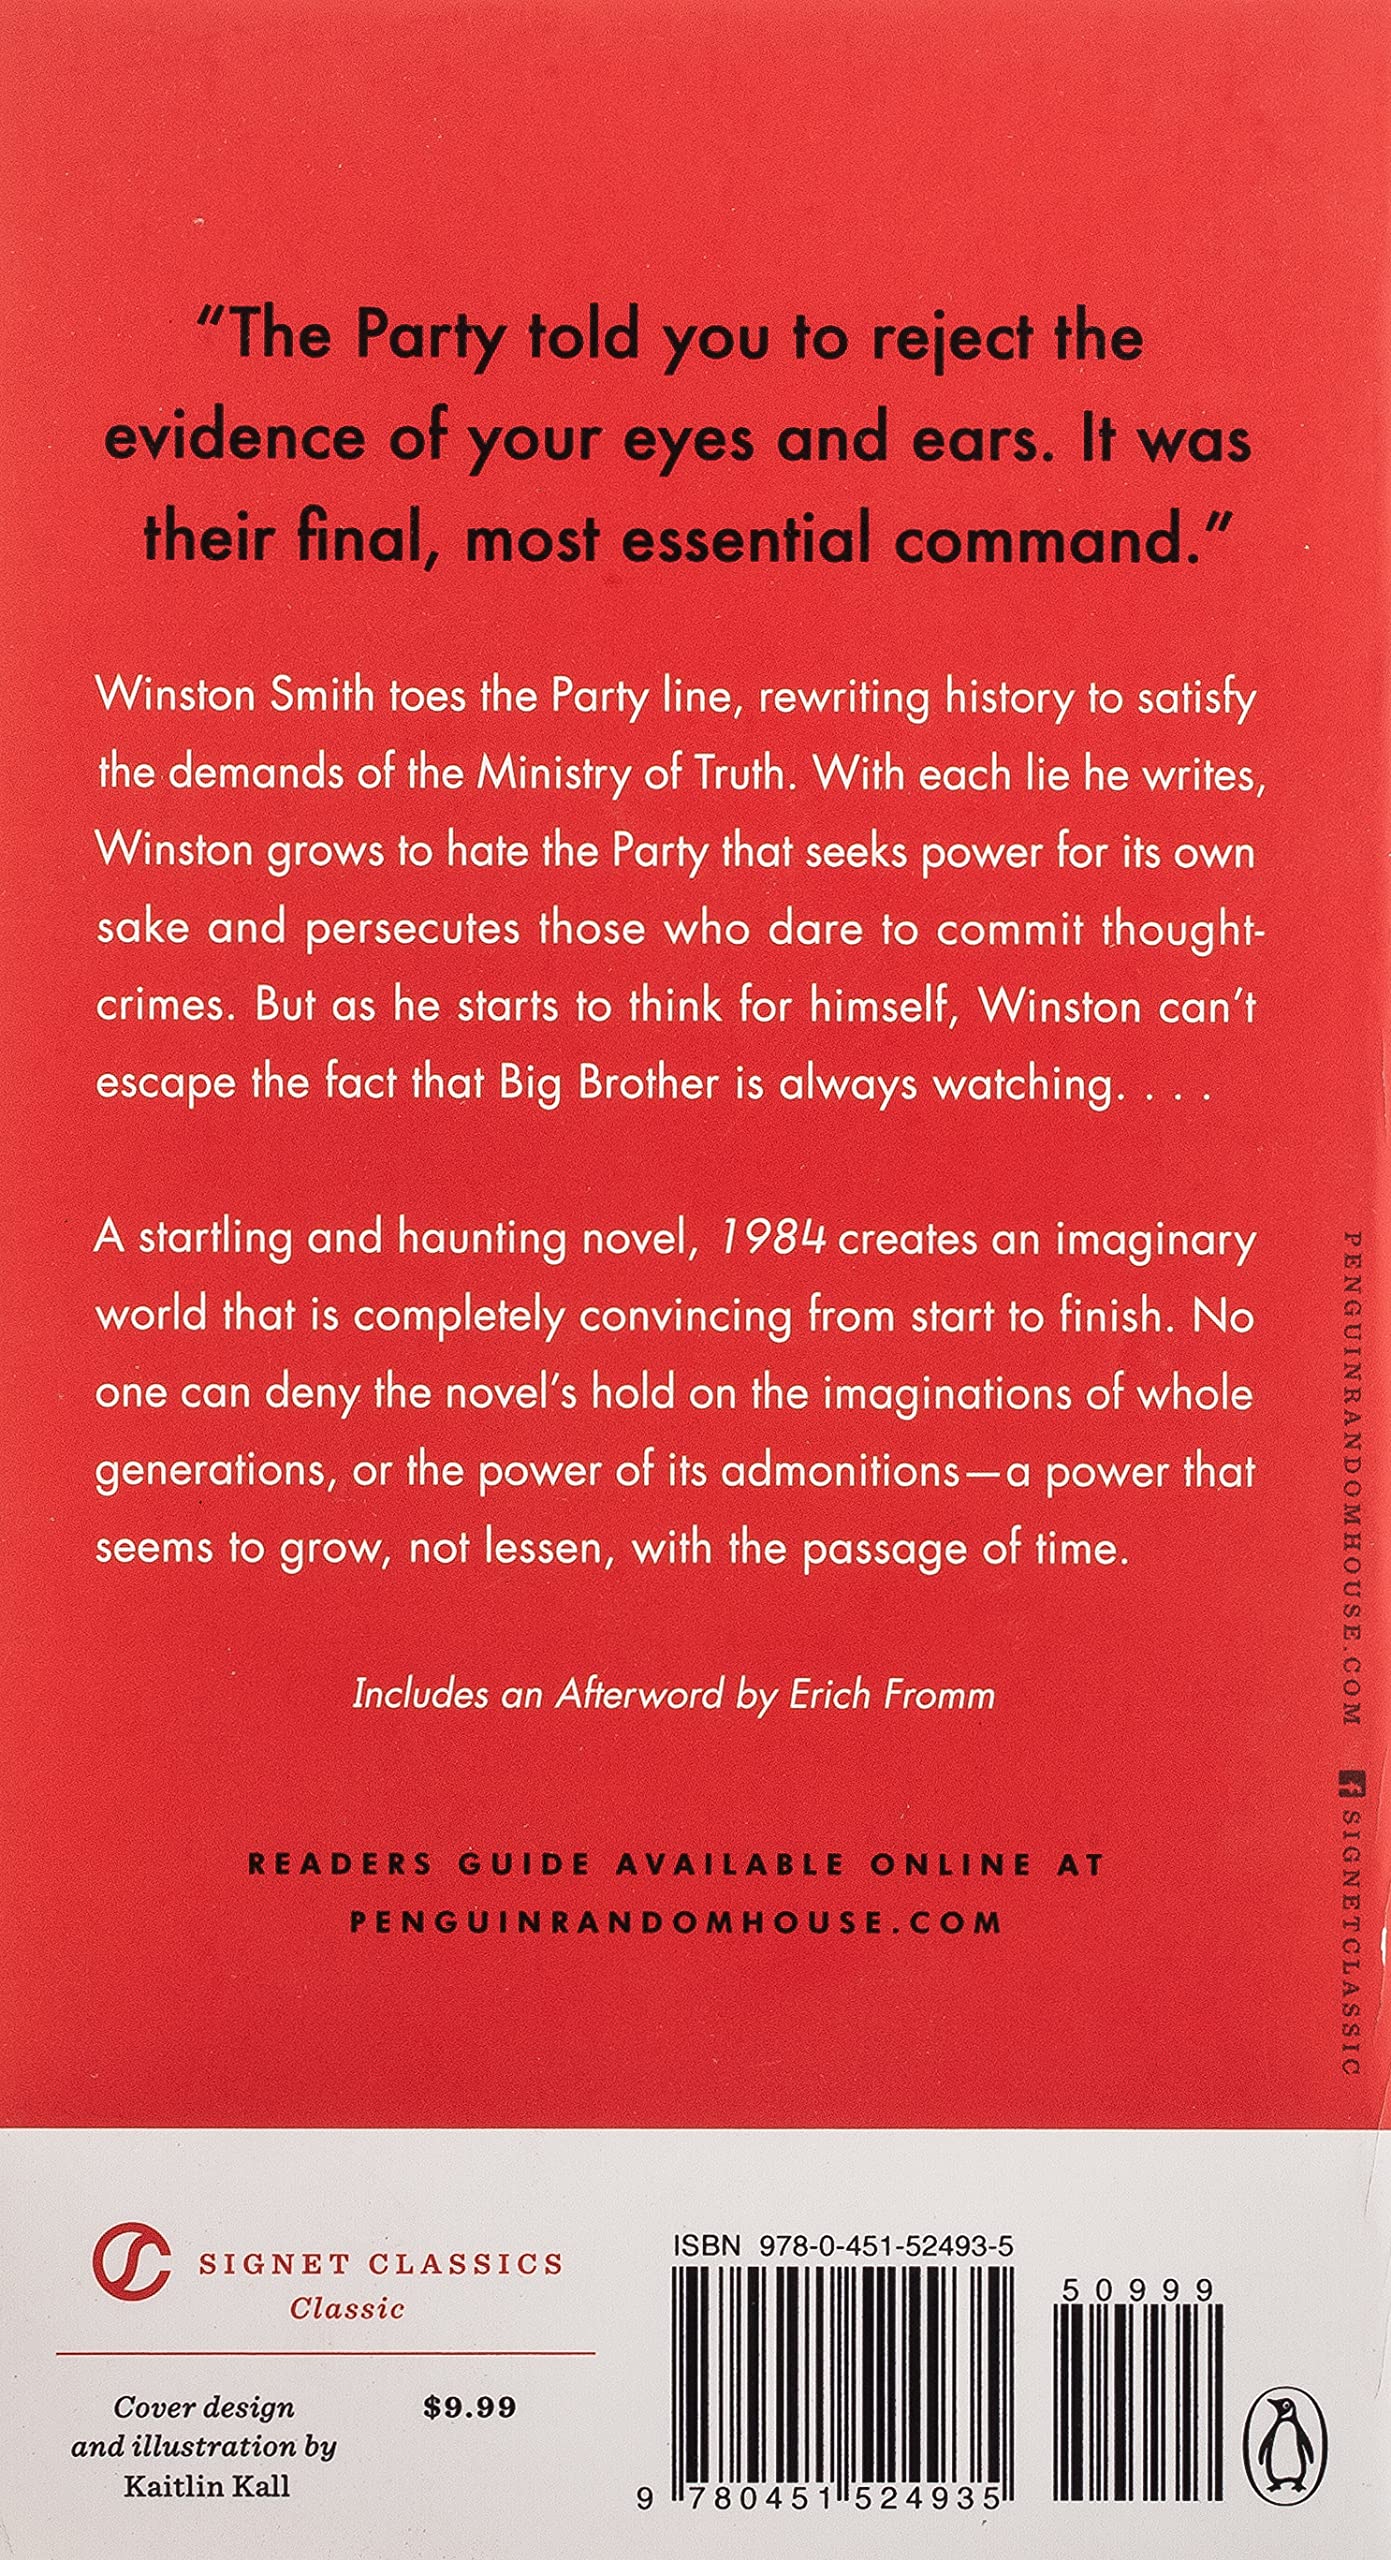 “The Party told you to reject the
evidence of your eyes and ears. It was
their final, most essential command.”
Winston Smith toes the Party line, rewriting history to satisfy
the demands of the Ministry of Truth. With each lie he writes,
Winston grows to hate the Party that seeks power for its own
sake and persecutes those who dare to commit thought-
crimes. But as he starts to think for himself, Winston can’t
escape the fact that Big Brother is always watching. . . .
A startling and haunting novel, 1984 creates an imaginary
world that is completely convincing from start to finish. No
one can deny the novel’s hold on the imaginations of whole
generations, or the power of its admonitions—a power that
seems to grow, not lessen, with the passage of time.
Includes an Afterword by Erich Fromm
READERS GUIDE AVAILABLE ONLINE AT
PENGUINRANDOMHOUSE.COM
PENGUINRANDOMHOUSE.COM
SIGNETCLASSIC
SIGNET CLASSICS
Classic
Cover design
and illustration by
Kaitlin Kall
$9.99
ISBN 978-0-451-52493-5
50999
9 780451 524935